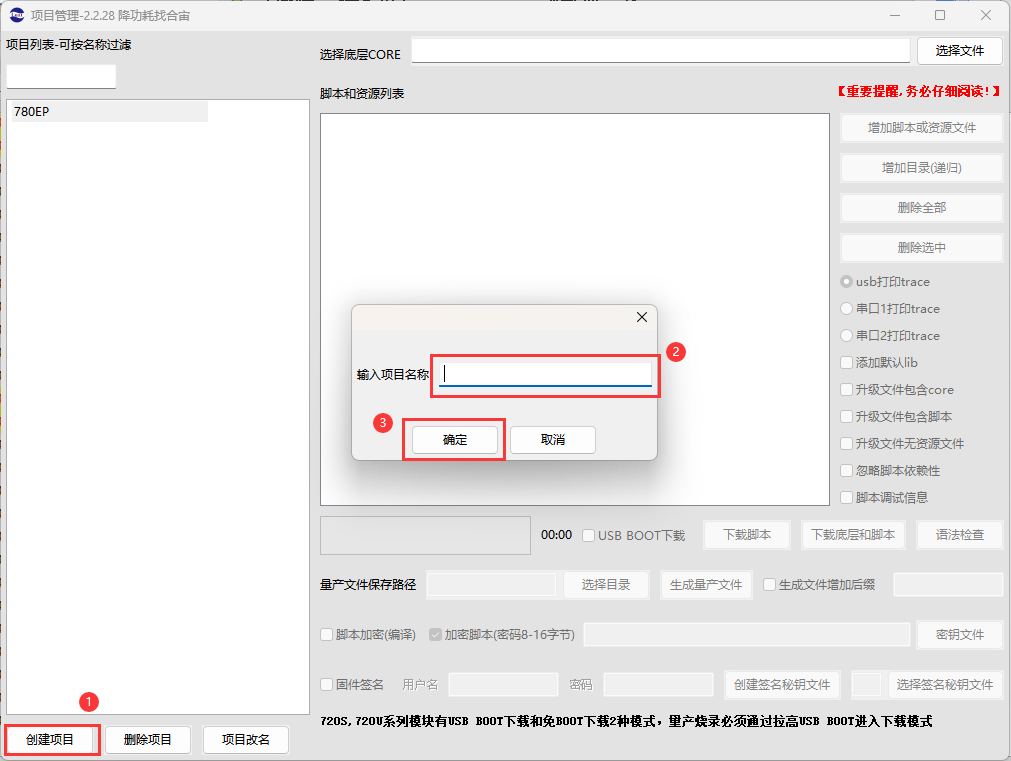 项目管理-2.2.28 降功耗找合宙
项目列表-可按名称过滤
780EP
创建项目
删除项目
项目改名
选择底层CORE
选择文件
脚本和资源列表
【重要提醒,务必仔细阅读!】
增加脚本或资源文件
增加目录(递归)
删除全部
删除选中
usb打印trace
串口1打印trace
串口2打印trace
添加默认lib
升级文件包含core
升级文件包含脚本
升级文件无资源文件
忽略脚本依赖性
脚本调试信息
输入项目名称
确定
取消
1
2
3
00:00
USB BOOT下载
下载脚本
下载底层和脚本
语法检查
量产文件保存路径
选择目录
生成量产文件
生成文件增加后缀
脚本加密(编译)
加密脚本(密码8-16字节)
密钥文件
固件签名
用户名
密码
创建签名秘钥文件
选择签名秘钥文件
720S,720U系列模块有USB BOOT下载和免BOOT下载2种模式，量产烧录必须通过拉高USB BOOT进入下载模式